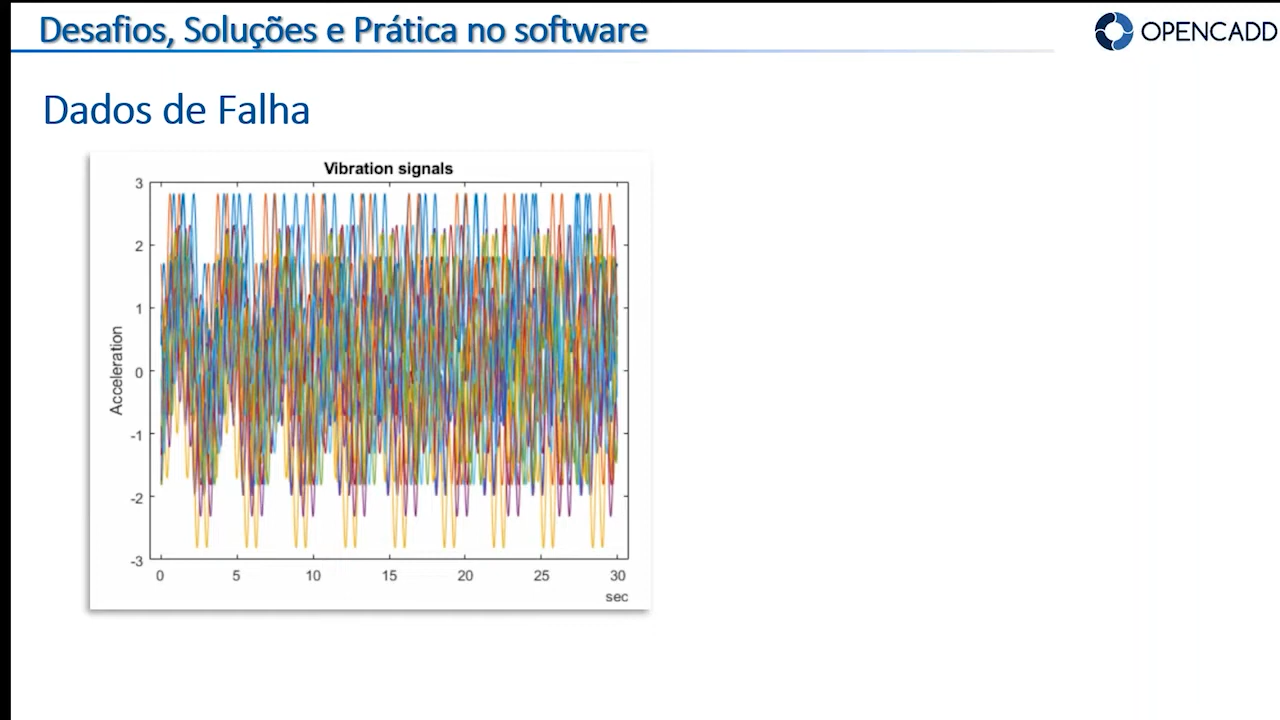 Desafios, Soluções e Prática no software
OPENCADD
Dados de Falha
Vibration signals
3
2
1
0
-1
-2
-3
Acceleration
0 5 10 15 20 25 30
sec